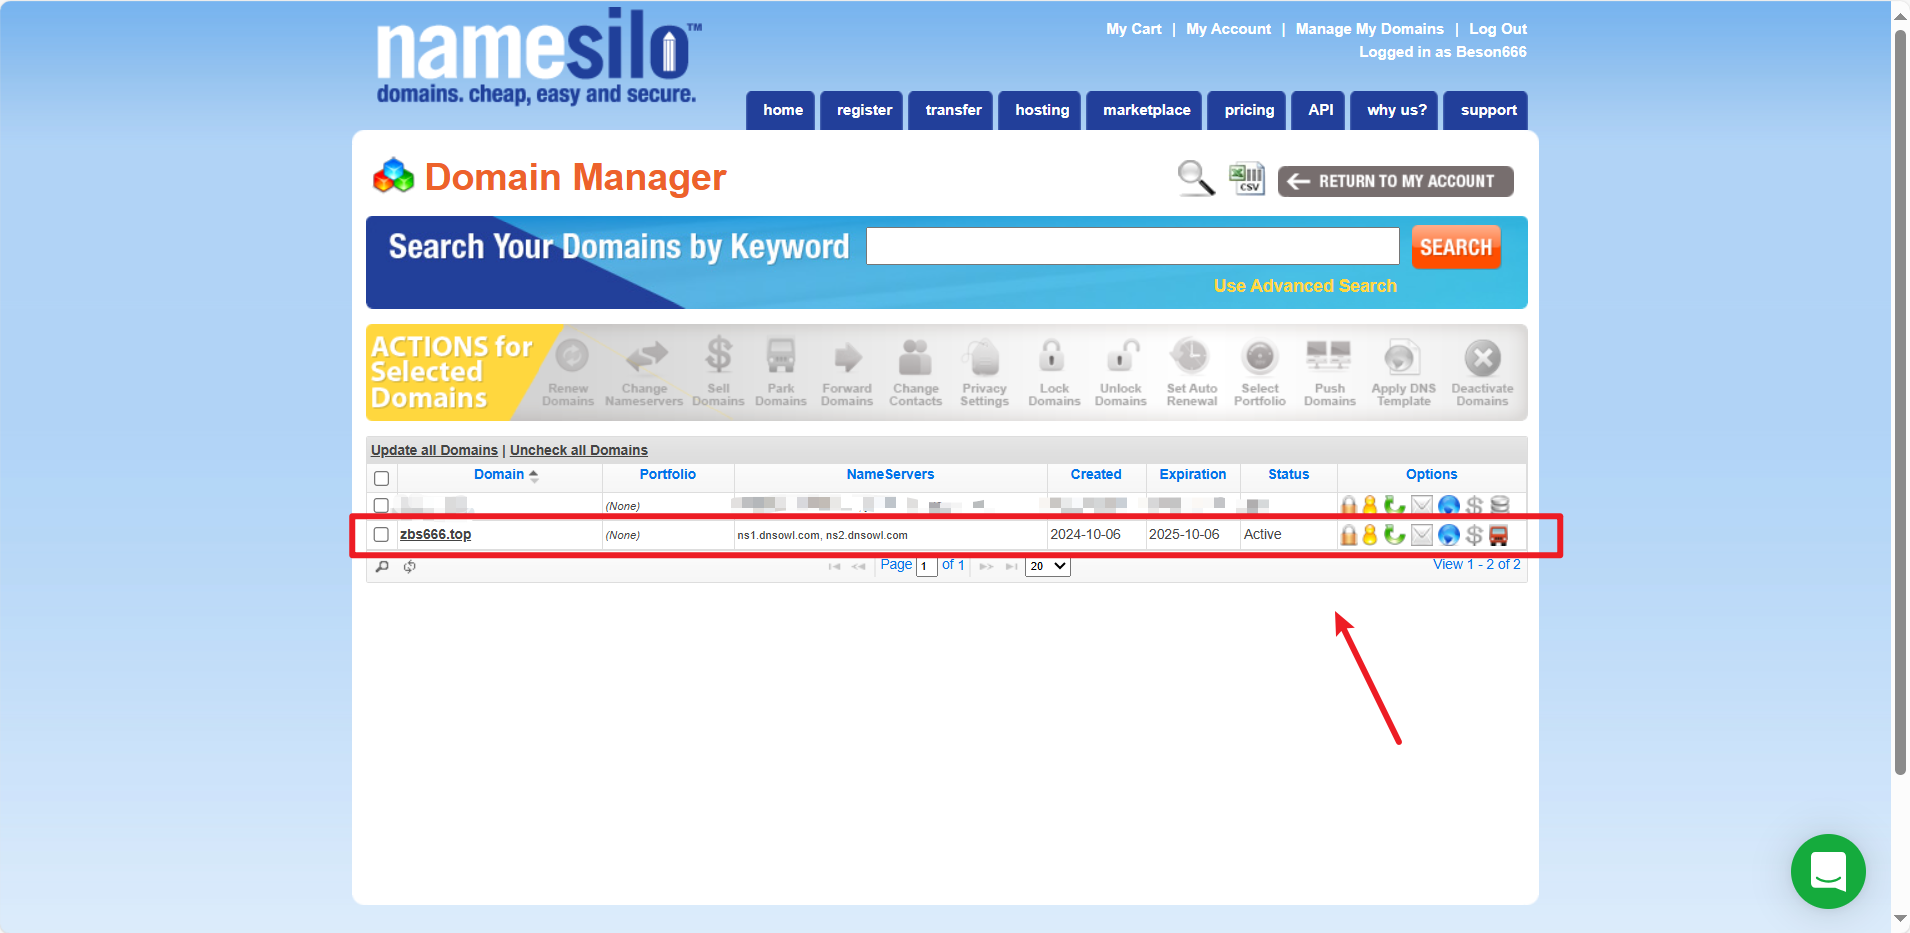 namesilo™
domains. cheap, easy and secure.
My Cart | My Account | Manage My Domains | Log Out
Logged in as Beson666
home register transfer hosting marketplace pricing API why us? support
Domain Manager
CSV
RETURN TO MY ACCOUNT
Search Your Domains by Keyword
SEARCH
Use Advanced Search
ACTIONS for
Selected
Domains
Renew Domains
Change Nameservers
Sell Domains
Park Domains
Forward Domains
Change Contacts
Privacy Settings
Lock Domains
Unlock Domains
Set Auto Renewal
Select Portfolio
Push Domains
Apply DNS Template
Deactivate Domains
Update all Domains | Uncheck all Domains
Domain Portfolio NameServers Created Expiration Status Options
(None)
zbs666.top (None) ns1.dnsowl.com, ns2.dnsowl.com 2024-10-06 2025-10-06 Active
Page 1 of 1 20 View 1 - 2 of 2